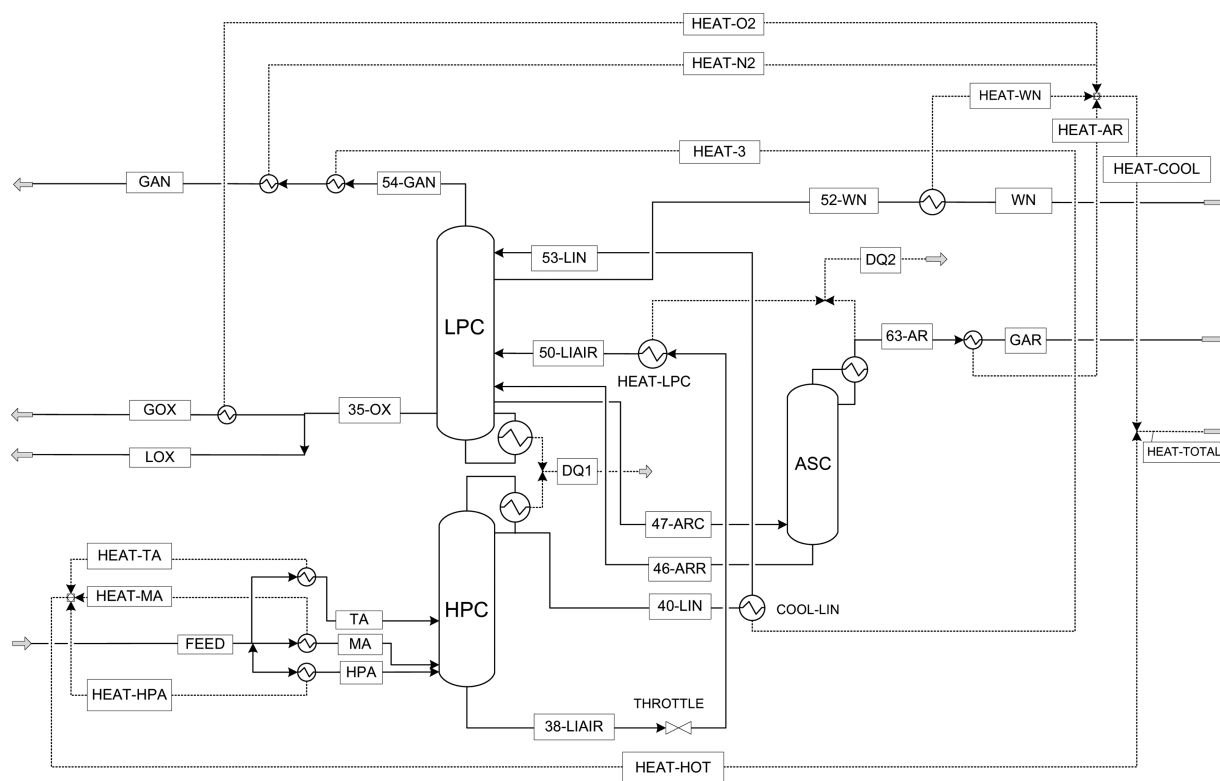 HEAT-O2
HEAT-N2
HEAT-WN
HEAT-AR
HEAT-3
HEAT-COOL
GAN
54-GAN
52-WN
WN
53-LIN
DQ2
LPC
63-AR
GAR
50-LIAIR
HEAT-LPC
GOX
35-OX
LOX
HEAT-TOTAL
ASC
DQ1
47-ARC
HEAT-TA
46-ARR
HEAT-MA
40-LIN
COOL-LIN
HPC
TA
FEED
MA
HPA
HEAT-HPA
THROTTLE
38-LIAIR
HEAT-HOT